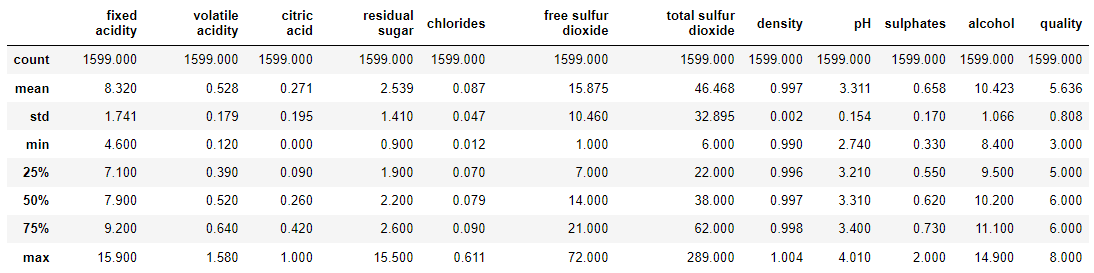 fixed acidity volatile acidity citric acid residual sugar chlorides free sulfur dioxide total sulfur dioxide density pH sulphates alcohol quality
count 1599.000 1599.000 1599.000 1599.000 1599.000 1599.000 1599.000 1599.000 1599.000 1599.000 1599.000 1599.000
mean 8.320 0.528 0.271 2.539 0.087 15.875 46.468 0.997 3.311 0.658 10.423 5.636
std 1.741 0.179 0.195 1.410 0.047 10.460 32.895 0.002 0.154 0.170 1.066 0.808
min 4.600 0.120 0.000 0.900 0.012 1.000 6.000 0.990 2.740 0.330 8.400 3.000
25% 7.100 0.390 0.090 1.900 0.070 7.000 22.000 0.996 3.210 0.550 9.500 5.000
50% 7.900 0.520 0.260 2.200 0.079 14.000 38.000 0.997 3.310 0.620 10.200 6.000
75% 9.200 0.640 0.420 2.600 0.090 21.000 62.000 0.998 3.400 0.730 11.100 6.000
max 15.900 1.580 1.000 15.500 0.611 72.000 289.000 1.004 4.010 2.000 14.900 8.000